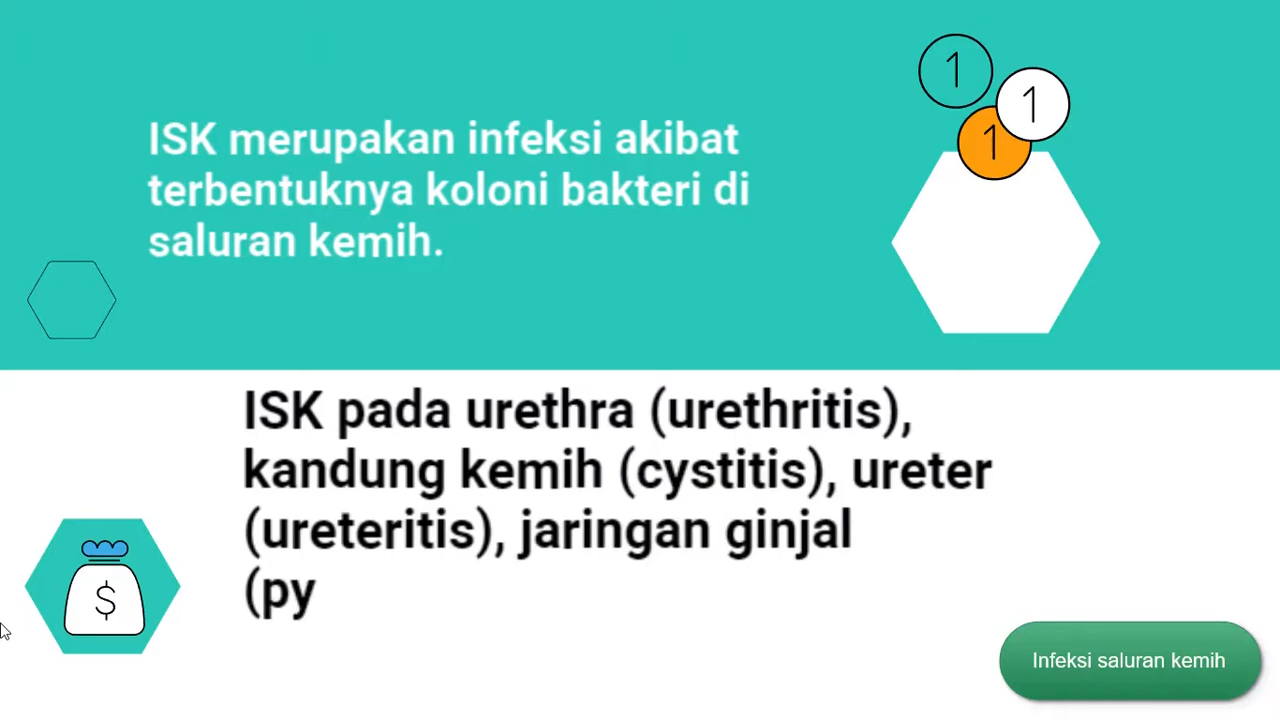 1
1
1
ISK merupakan infeksi akibat
terbentuknya koloni bakteri di
saluran kemih.
ISK pada urethra (urethritis),
kandung kemih (cystitis), ureter
(ureteritis), jaringan ginjal
(py
$
Infeksi saluran kemih